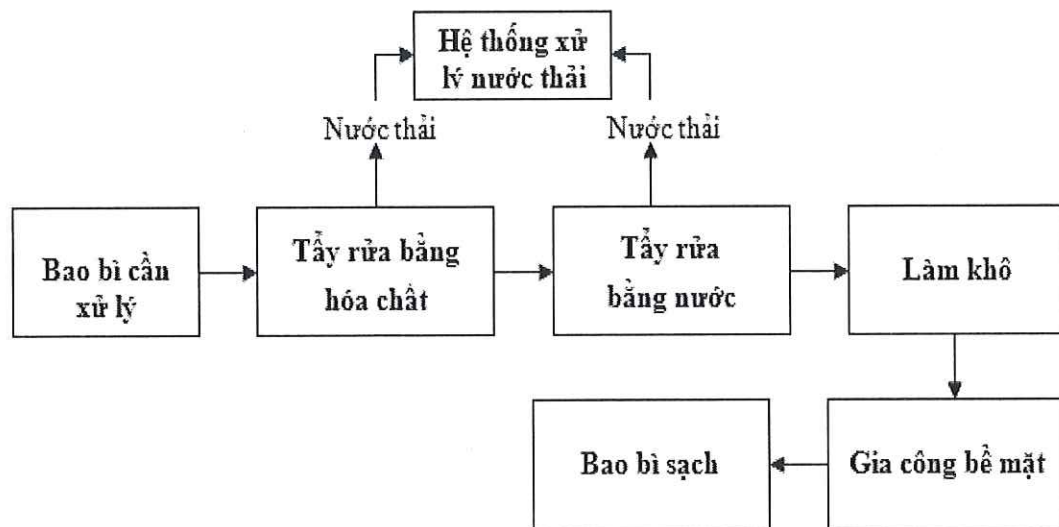 Hệ thống xử
lý nước thải
Nước thải
Nước thải
Bao bì cần
xử lý
Tẩy rửa bằng
hóa chất
Tẩy rửa
bằng nước
Làm khô
Bao bì sạch
Gia công bề mặt